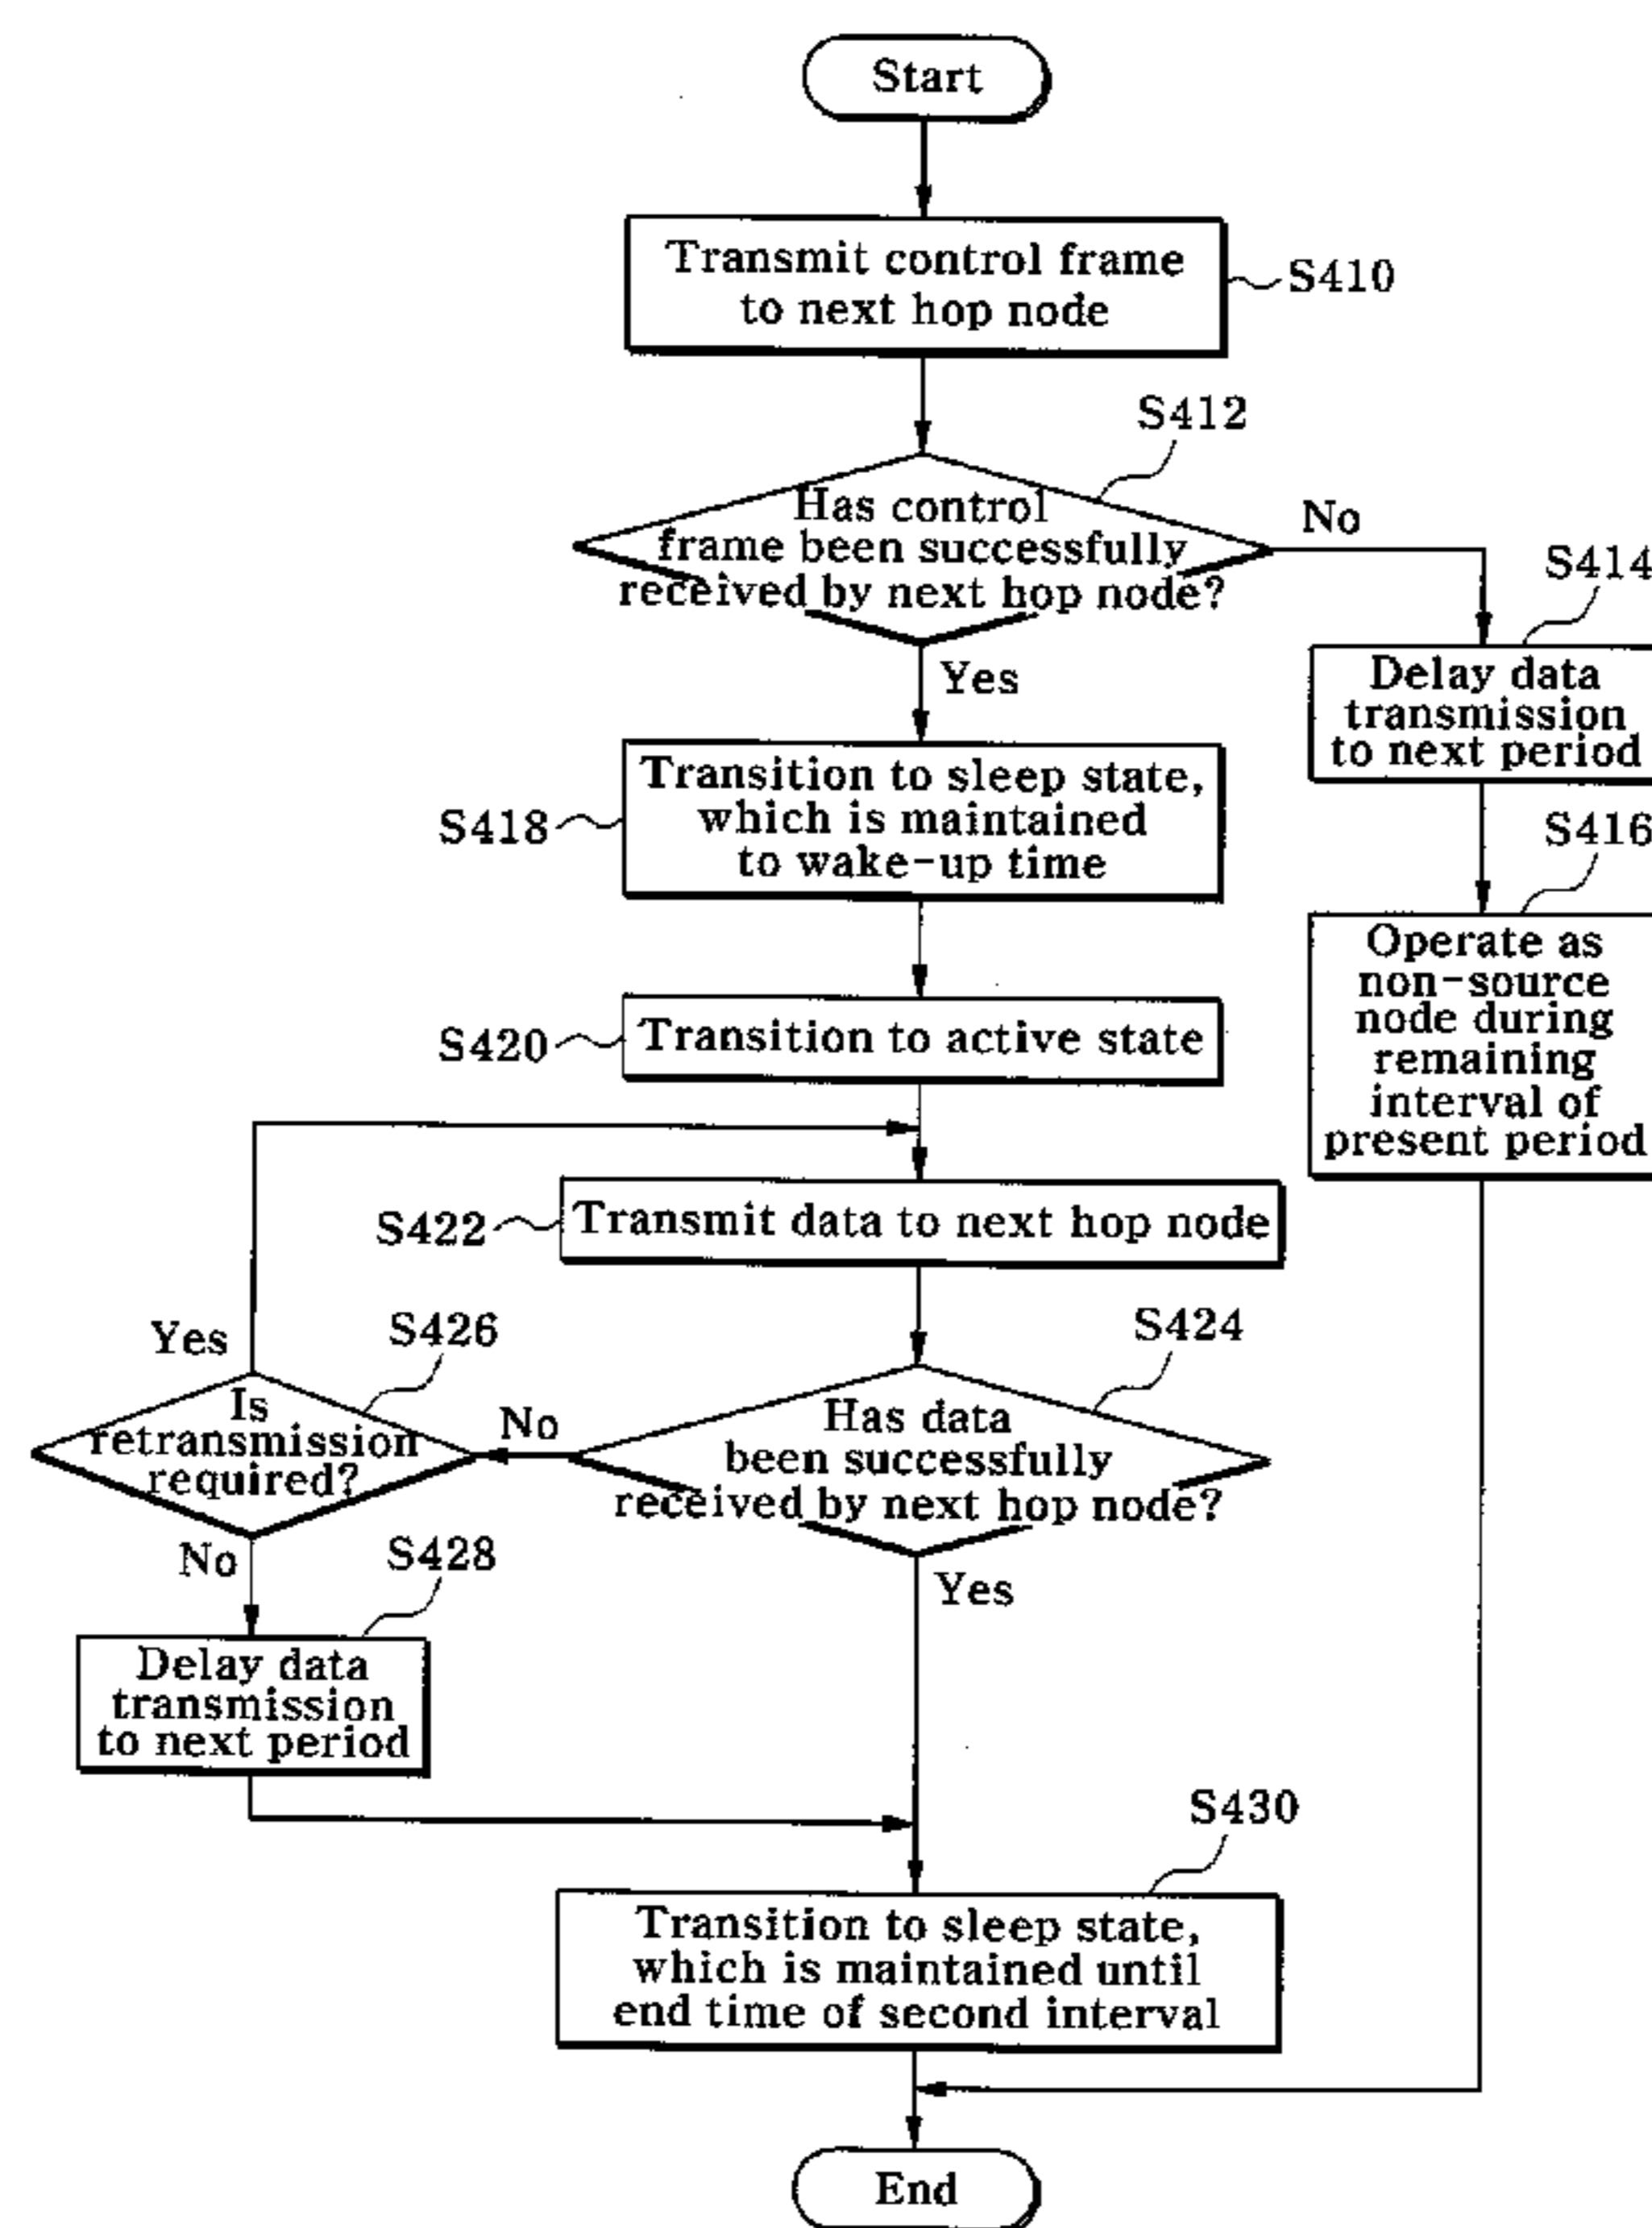 Start
Transmit control frame
to next hop node
S410
S412
Has control
frame been successfully
received by next hop node?
No
Yes
S414
Delay data
transmission
to next period
S416
Operate as
non-source
node during
remaining
interval of
present period
S418
Transition to sleep state,
which is maintained
to wake-up time
S420
Transition to active state
S422
Transmit data to next hop node
S424
Has data
been successfully
received by next hop node?
No
Yes
S426
Is
retransmission
required?
Yes
No
S428
Delay data
transmission
to next period
S430
Transition to sleep state,
which is maintained until
end time of second interval
End